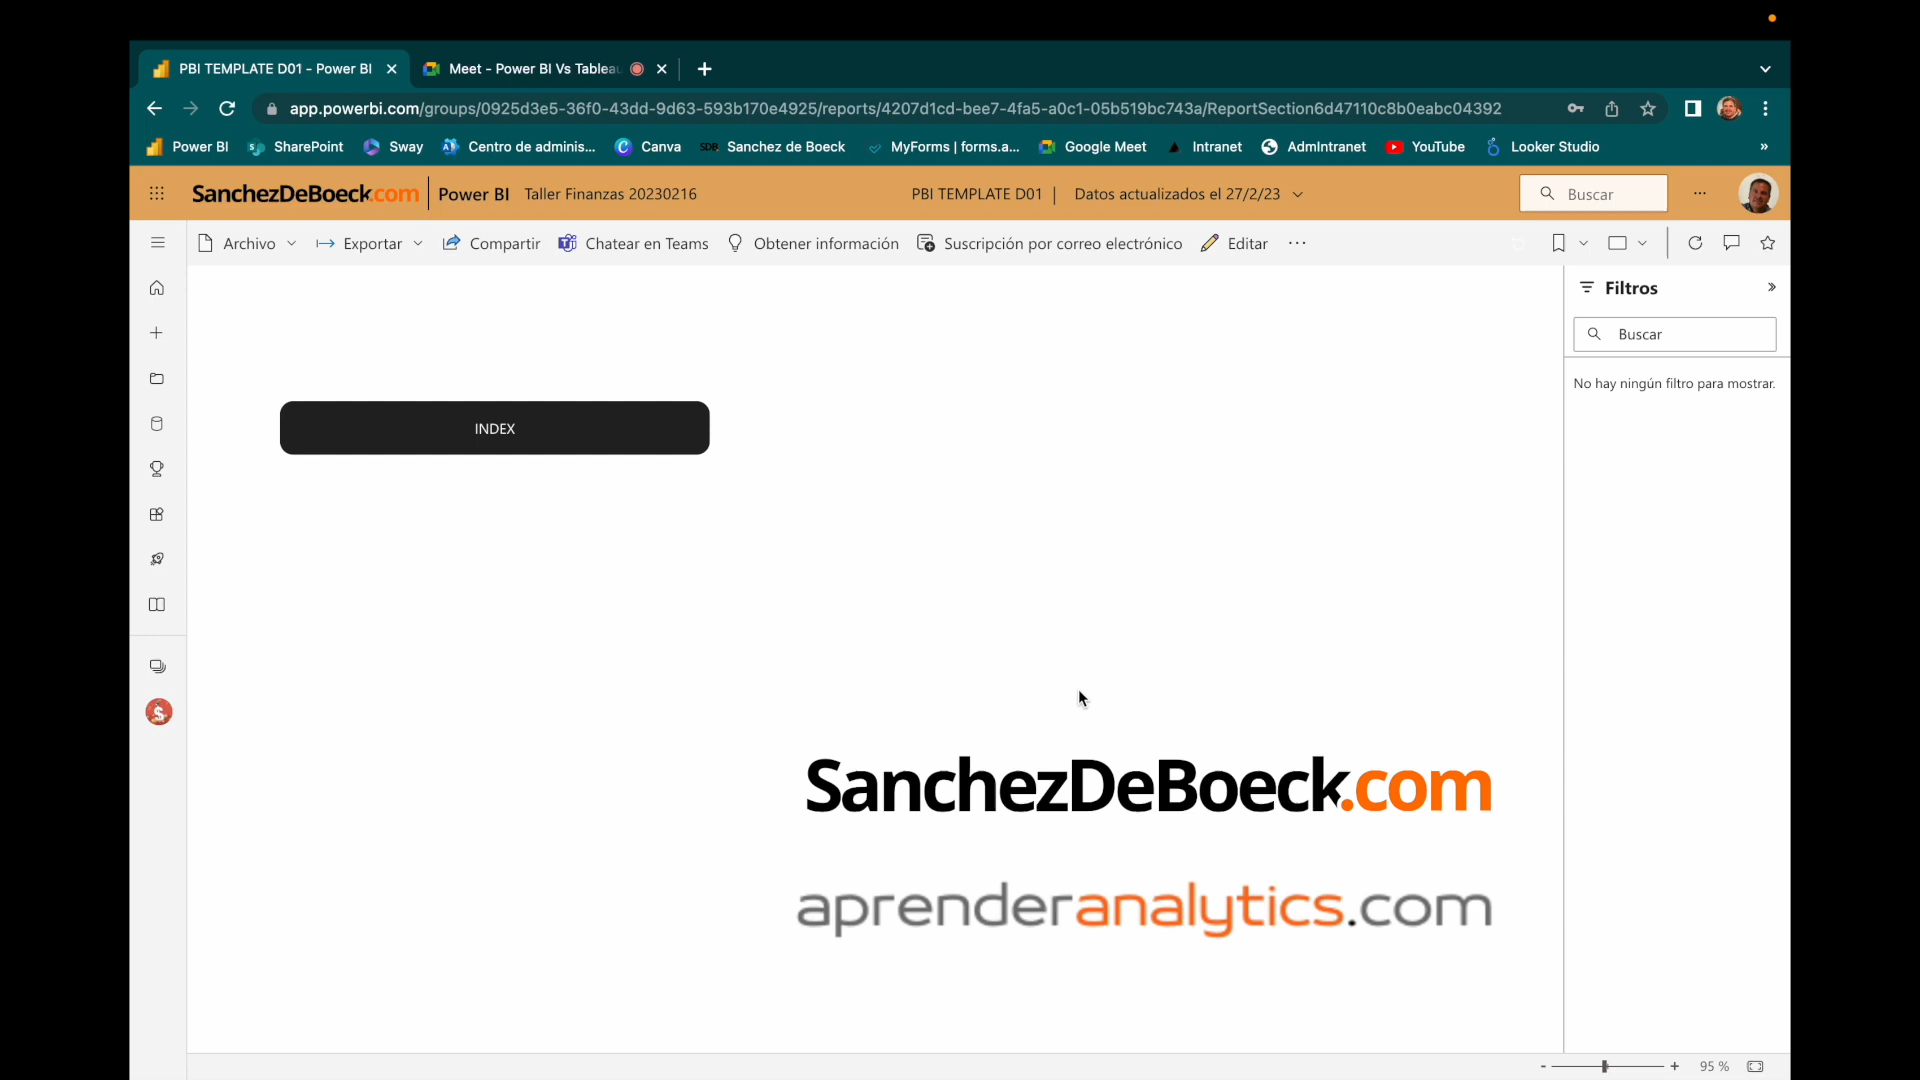 PBI TEMPLATE D01 - Power BI
Meet - Power BI Vs Tableau
app.powerbi.com/groups/0925d3e5-36f0-43dd-9d63-593b170e4925/reports/4207d1cd-bee7-4fa5-a0c1-05b519bc743a/ReportSection6d47110c8b0eabc04392
Power BI SharePoint Sway Centro de adminis... Canva SDB Sanchez de Boeck MyForms | forms.a... Google Meet Intranet AdmIntranet YouTube Looker Studio »
SanchezDeBoeck.com Power BI Taller Finanzas 20230216 PBI TEMPLATE D01 | Datos actualizados el 27/2/23 Buscar ...
Archivo Exportar Compartir Chatear en Teams Obtener información Suscripción por correo electrónico Editar ...
Filtros
Buscar
No hay ningún filtro para mostrar.
INDEX
SanchezDeBoeck.com
aprenderanalytics.com
- + 95 %